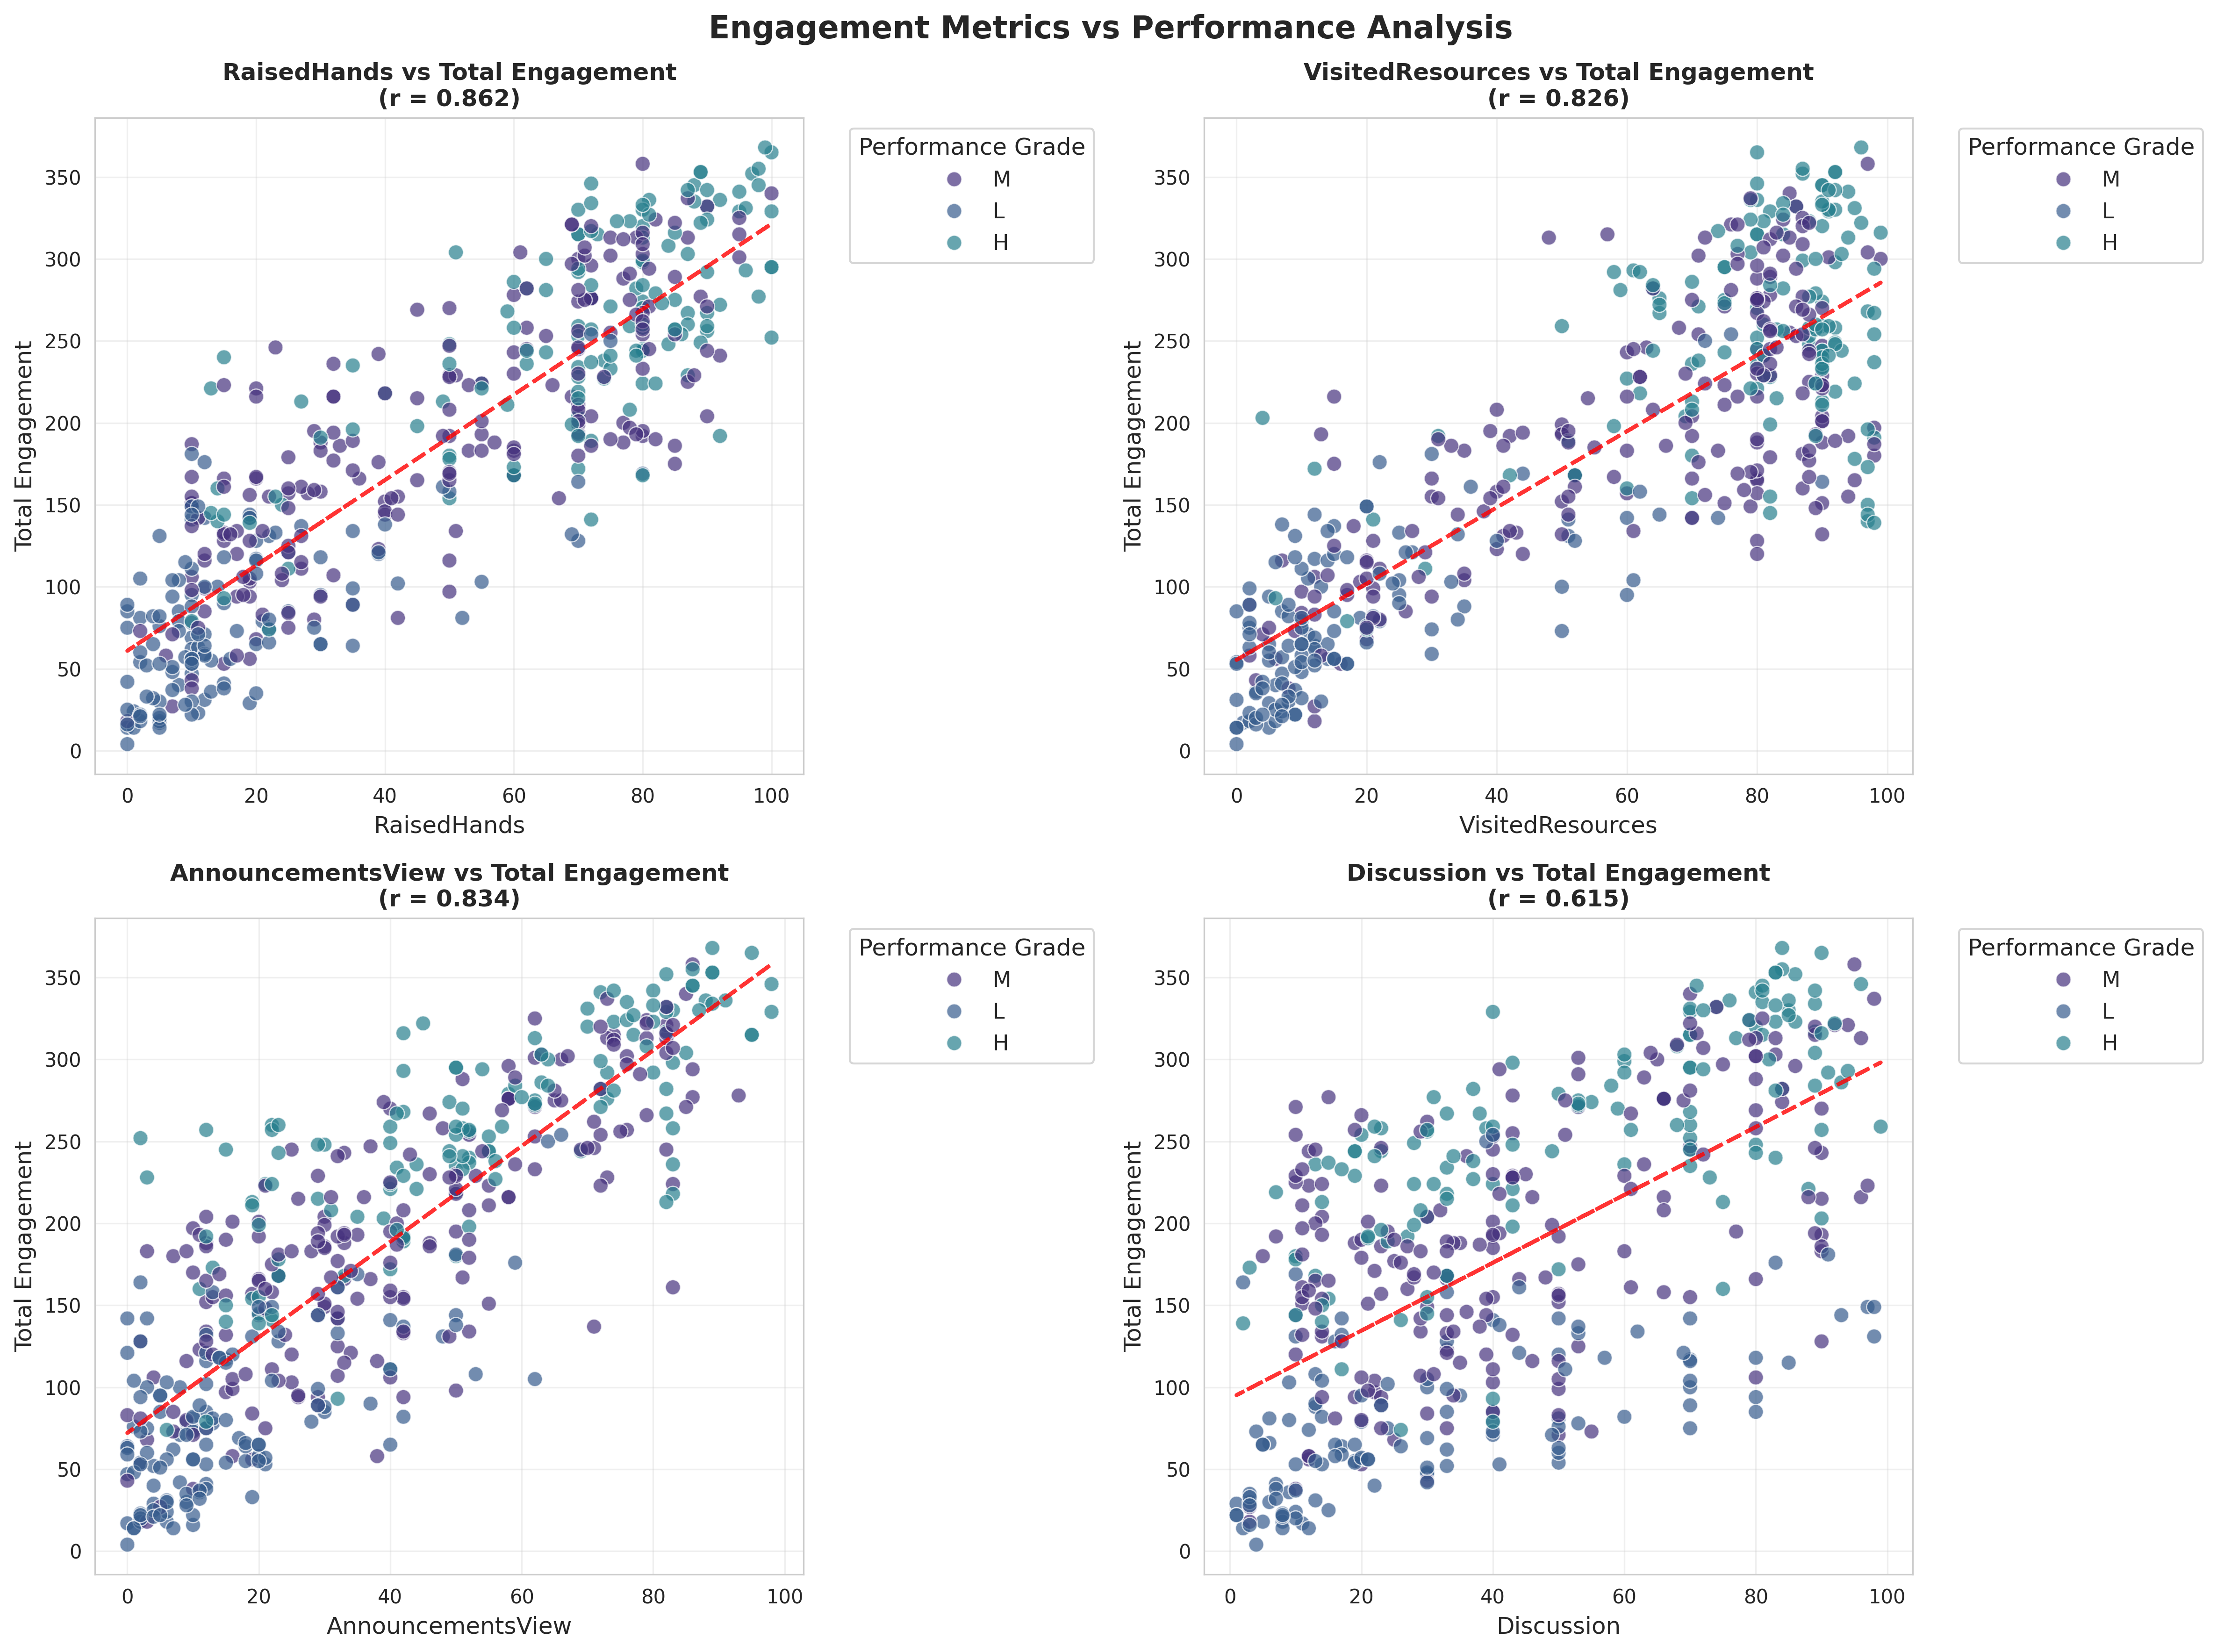 Engagement Metrics vs Performance Analysis
RaisedHands vs Total Engagement
(r = 0.862)
Total Engagement
350
300
250
200
150
100
50
0
0 20 40 60 80 100
RaisedHands
Performance Grade
M
L
H
VisitedResources vs Total Engagement
(r = 0.826)
Total Engagement
350
300
250
200
150
100
50
0
0 20 40 60 80 100
VisitedResources
Performance Grade
M
L
H
AnnouncementsView vs Total Engagement
(r = 0.834)
Total Engagement
350
300
250
200
150
100
50
0
0 20 40 60 80 100
AnnouncementsView
Performance Grade
M
L
H
Discussion vs Total Engagement
(r = 0.615)
Total Engagement
350
300
250
200
150
100
50
0
0 20 40 60 80 100
Discussion
Performance Grade
M
L
H